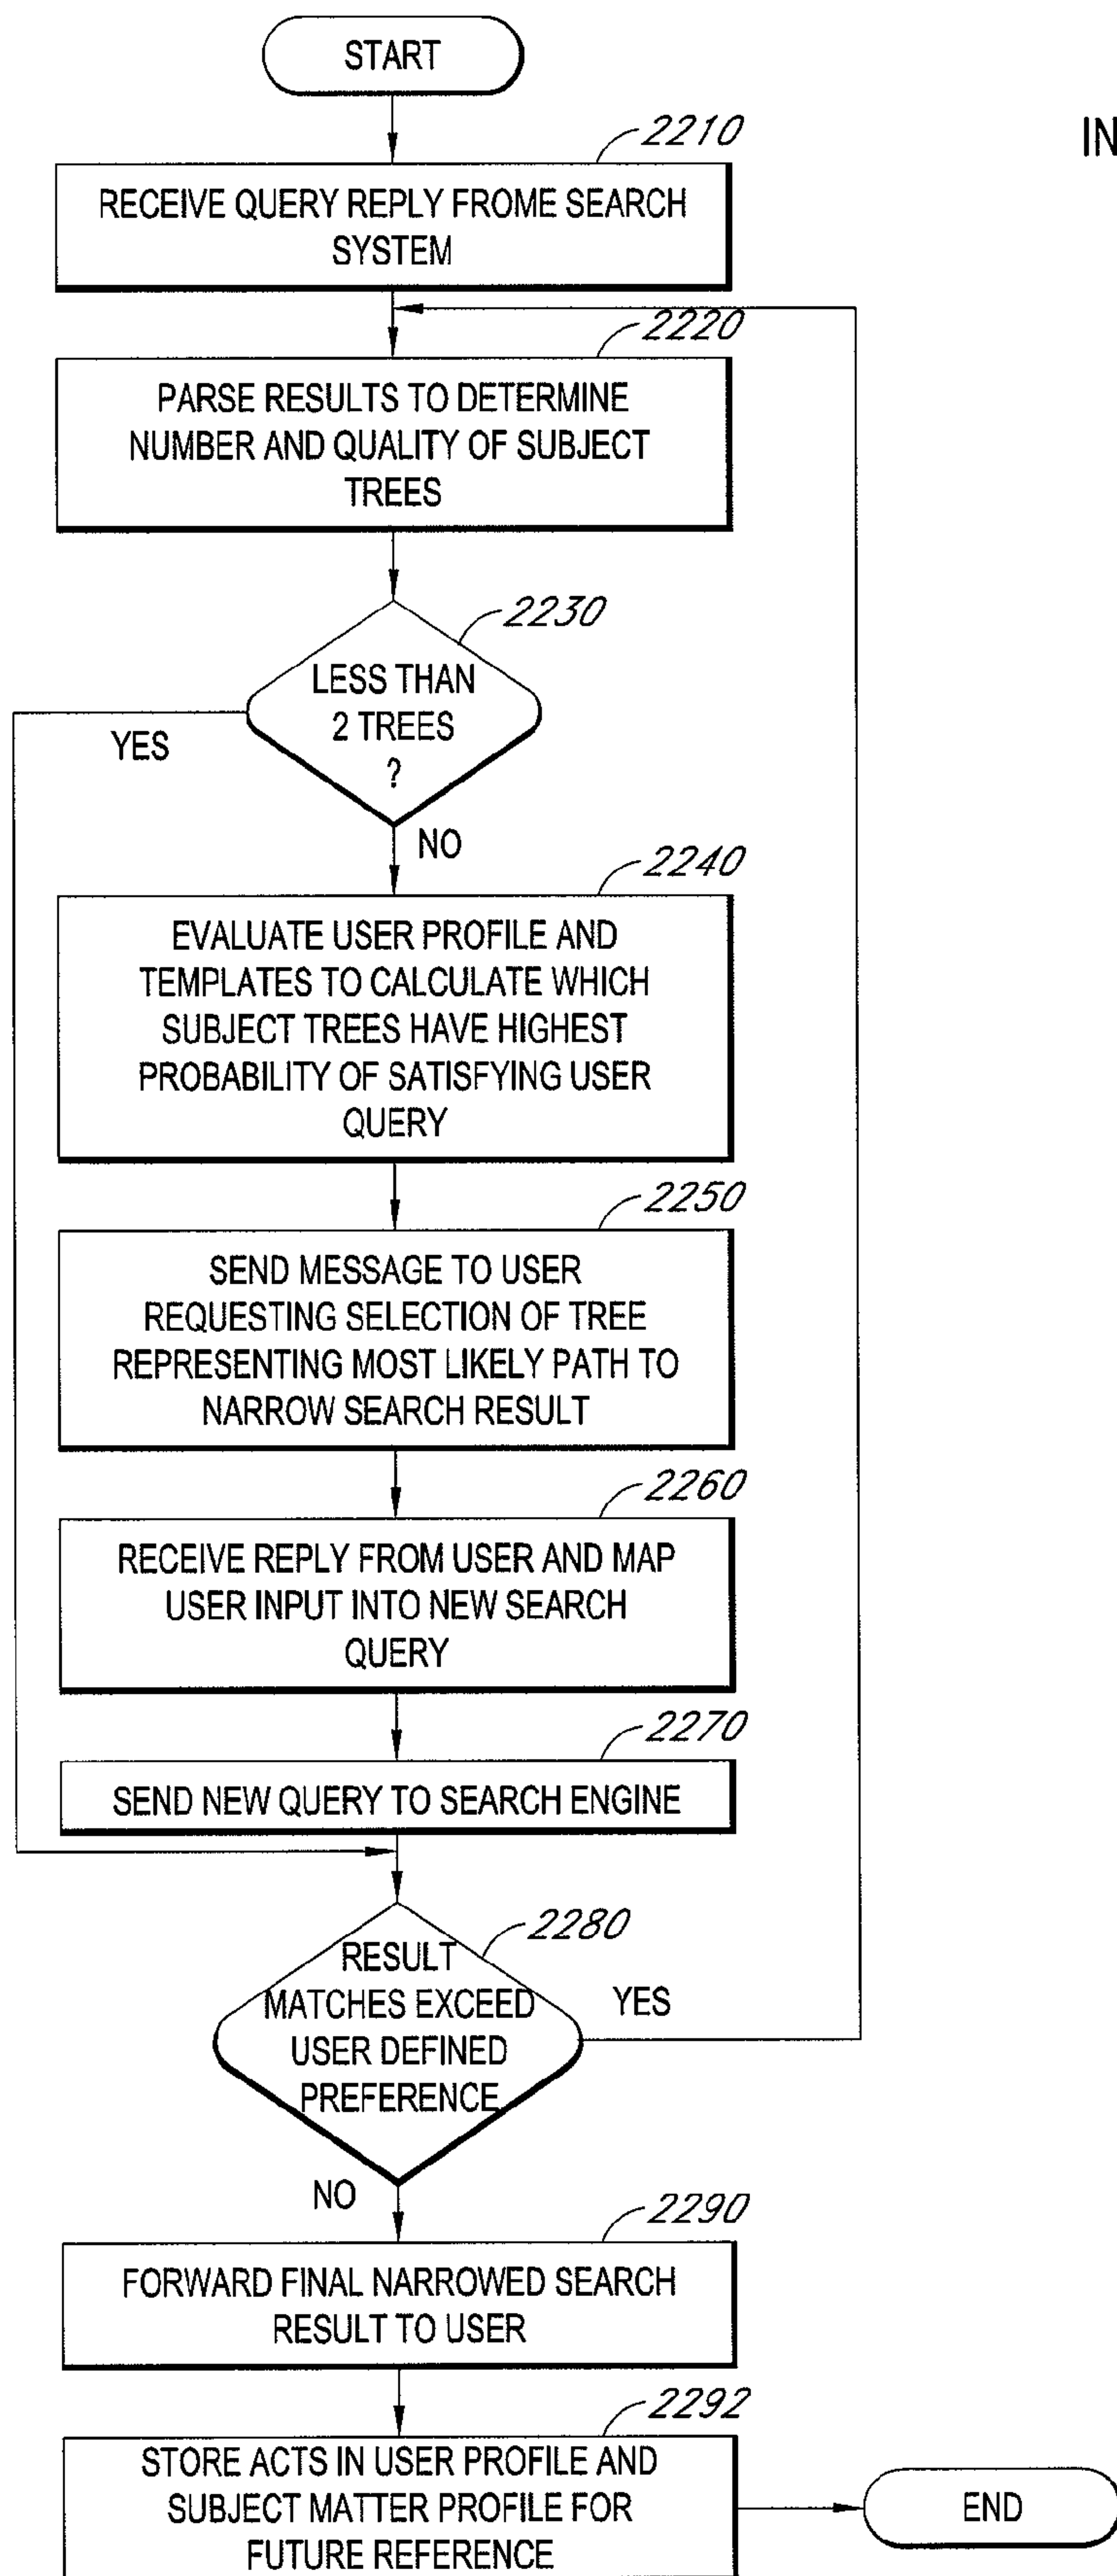 START
IN
2210
RECEIVE QUERY REPLY FROME SEARCH
SYSTEM
2220
PARSE RESULTS TO DETERMINE
NUMBER AND QUALITY OF SUBJECT
TREES
2230
LESS THAN
2 TREES
?
YES
NO
2240
EVALUATE USER PROFILE AND
TEMPLATES TO CALCULATE WHICH
SUBJECT TREES HAVE HIGHEST
PROBABILITY OF SATISFYING USER
QUERY
2250
SEND MESSAGE TO USER
REQUESTING SELECTION OF TREE
REPRESENTING MOST LIKELY PATH TO
NARROW SEARCH RESULT
2260
RECEIVE REPLY FROM USER AND MAP
USER INPUT INTO NEW SEARCH
QUERY
2270
SEND NEW QUERY TO SEARCH ENGINE
2280
RESULT
MATCHES EXCEED
USER DEFINED
PREFERENCE
YES
NO
2290
FORWARD FINAL NARROWED SEARCH
RESULT TO USER
2292
STORE ACTS IN USER PROFILE AND
SUBJECT MATTER PROFILE FOR
FUTURE REFERENCE
END